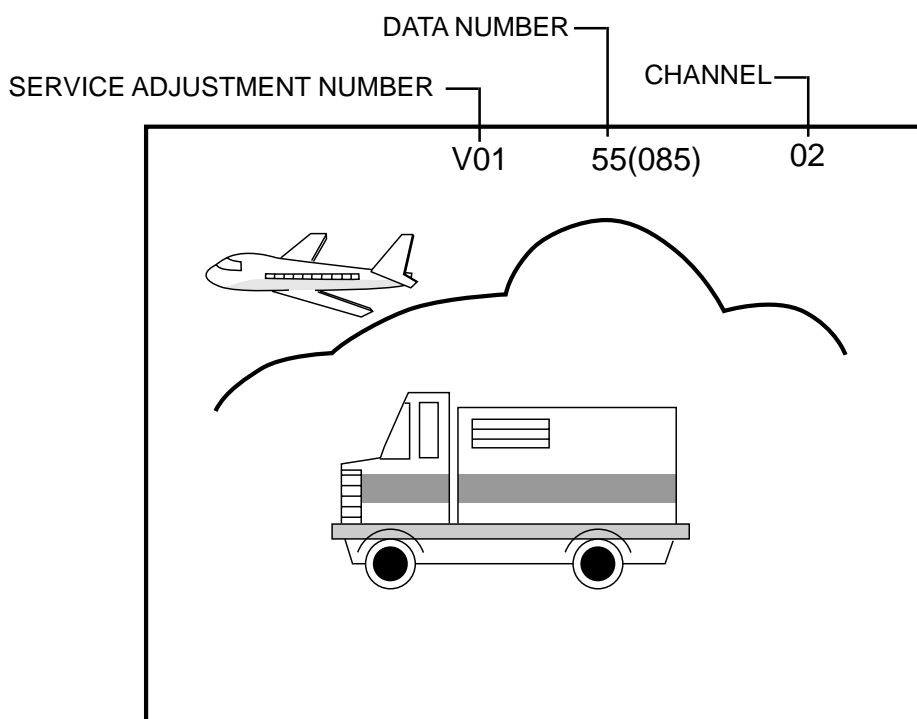 DATA NUMBER
CHANNEL
SERVICE ADJUSTMENT NUMBER
V01 55(085) 02